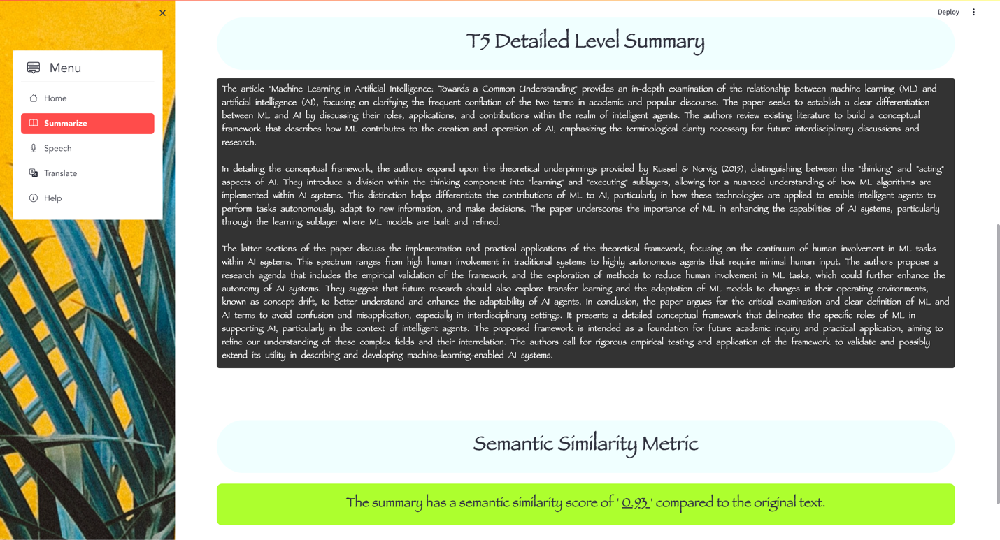 Deploy
Menu
Home
Summarize
Speech
Translate
Help
T5 Detailed Level Summary
The article "Machine Learning in Artificial Intelligence: Towards a Common Understanding" provides an in-depth examination of the relationship between machine learning (ML) and
artificial intelligence (AI), focusing on clarifying the frequent conflation of the two terms in academic and popular discourse. The paper seeks to establish a clear differentiation
between ML and AI by discussing their roles, applications, and contributions within the realm of intelligent agents. The authors review existing literature to build a conceptual
framework that describes how ML contributes to the creation and operation of AI, emphasizing the terminological clarity necessary for future interdisciplinary discussions and
research.
In detailing the conceptual framework, the authors expand upon the theoretical underpinnings provided by Russel & Norvig (2015), distinguishing between the "thinking" and "acting"
aspects of AI. They introduce a division within the thinking component into "learning" and "executing" sublayers, allowing for a nuanced understanding of how ML algorithms are
implemented within AI systems. This distinction helps differentiate the contributions of ML to AI, particularly in how these technologies are applied to enable intelligent agents to
perform tasks autonomously, adapt to new information, and make decisions. The paper underscores the importance of ML in enhancing the capabilities of AI systems, particularly
through the learning sublayer where ML models are built and refined.
The latter sections of the paper discuss the implementation and practical applications of the theoretical framework, focusing on the continuum of human involvement in ML tasks
within AI systems. This spectrum ranges from high human involvement in traditional systems to highly autonomous agents that require minimal human input. The authors propose a
research agenda that includes the empirical validation of the framework and the exploration of methods to reduce human involvement in ML tasks, which could further enhance the
autonomy of AI systems. They suggest that future research should also explore transfer learning and the adaptation of ML models to changes in their operating environments,
known as concept drift, to better understand and enhance the adaptability of AI agents. In conclusion, the paper argues for the critical examination and clear definition of ML and
AI terms to avoid confusion and misapplication, especially in interdisciplinary settings. It presents a detailed conceptual framework that delineates the specific roles of ML in
supporting AI, particularly in the context of intelligent agents. The proposed framework is intended as a foundation for future academic inquiry and practical application, aiming to
refine our understanding of these complex fields and their interrelation. The authors call for rigorous empirical testing and application of the framework to validate and possibly
extend its utility in describing and developing machine-learning-enabled AI systems.
Semantic Similarity Metric
The summary has a semantic similarity score of ' 0.93 ' compared to the original text.